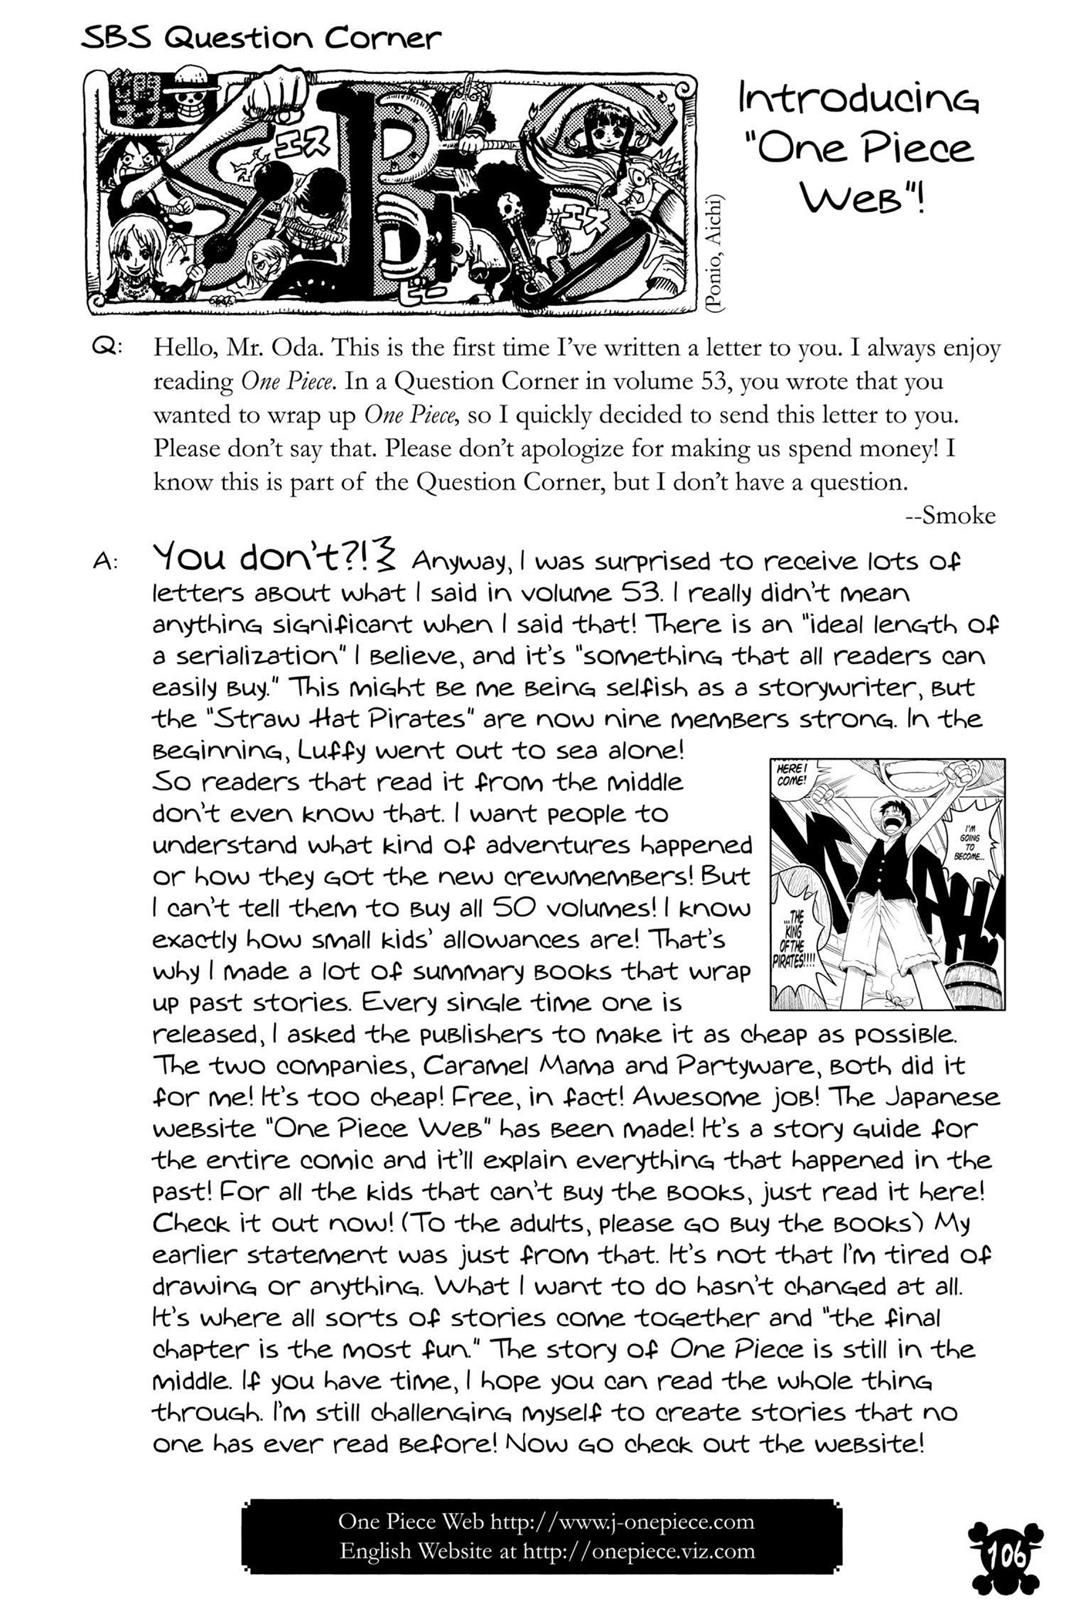 SBS Question Corner
Introducing
"One Piece
Web"!
エス
ビー
エス
(Ponio, Aichi)
Q: Hello, Mr. Oda. This is the first time I've written a letter to you. I always enjoy
reading One Piece. In a Question Corner in volume 53, you wrote that you
wanted to wrap up One Piece, so I quickly decided to send this letter to you.
Please don't say that. Please don't apologize for making us spend money! I
know this is part of the Question Corner, but I don't have a question.
--Smoke
A: You don't?!! Anyway, I was surprised to receive lots of
letters about what I said in volume 53. I really didn't mean
anything significant when I said that! There is an "ideal length of
a serialization" I believe, and it's "something that all readers can
easily buy." This might be me being selfish as a storywriter, but
the "Straw Hat Pirates" are now nine members strong. In the
beginning, Luffy went out to sea alone!
So readers that read it from the middle
don't even know that. I want people to
understand what kind of adventures happened
or how they got the new crewmembers! But
I can't tell them to buy all 50 volumes! I know
exactly how small kids' allowances are! That's
why I made a lot of summary books that wrap
up past stories. Every single time one is
released, I asked the publishers to make it as cheap as possible.
The two companies, Caramel Mama and Partyware, both did it
for me! It's too cheap! Free, in fact! Awesome job! The Japanese
website "One Piece Web" has been made! It's a story guide for
the entire comic and it'll explain everything that happened in the
past! For all the kids that can't buy the books, just read it here!
Check it out now! (To the adults, please go buy the books) My
earlier statement was just from that. It's not that I'm tired of
drawing or anything. What I want to do hasn't changed at all.
It's where all sorts of stories come together and "the final
chapter is the most fun." The story of One Piece is still in the
middle. If you have time, I hope you can read the whole thing
through. I'm still challenging myself to create stories that no
one has ever read before! Now go check out the website!
HERE I
COME!
I'M
GOING
TO
BECOME...
YEAHH
...THE
KING
OF THE
PIRATES!!!!
One Piece Web http://www.j-onepiece.com
English Website at http://onepiece.viz.com
106